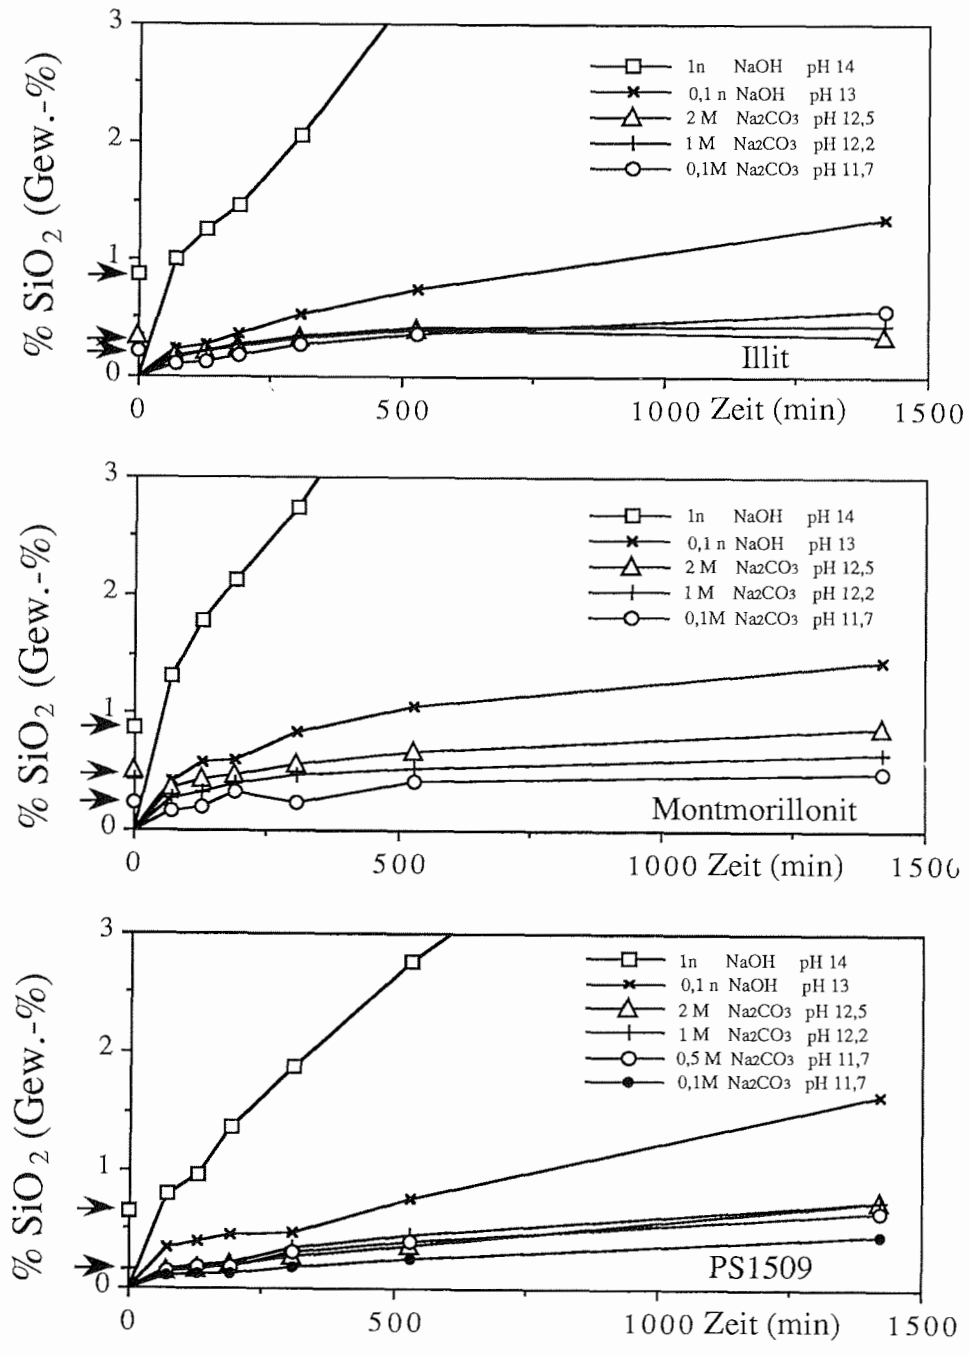 3
2
1
0
% SiO2 (Gew.-%)
1n NaOH pH 14
0,1 n NaOH pH 13
2 M Na2CO3 pH 12,5
1 M Na2CO3 pH 12,2
0,1M Na2CO3 pH 11,7
Illit
0 500 1000 Zeit (min) 1500
3
2
1
0
% SiO2 (Gew.-%)
1n NaOH pH 14
0,1 n NaOH pH 13
2 M Na2CO3 pH 12,5
1 M Na2CO3 pH 12,2
0,1M Na2CO3 pH 11,7
Montmorillonit
0 500 1000 Zeit (min) 1500
3
2
1
0
% SiO2 (Gew.-%)
1n NaOH pH 14
0,1 n NaOH pH 13
2 M Na2CO3 pH 12,5
1 M Na2CO3 pH 12,2
0,5 M Na2CO3 pH 11,7
0,1M Na2CO3 pH 11,7
PS1509
0 500 1000 Zeit (min) 1500